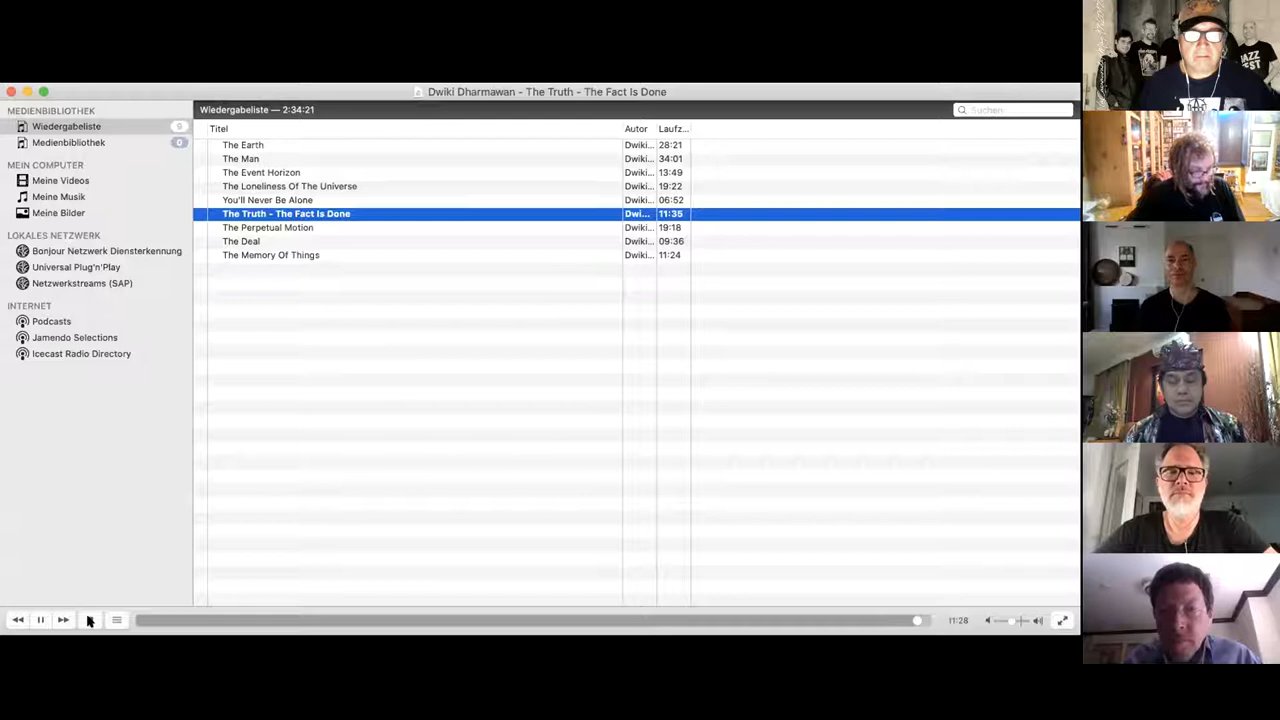 Dwiki Dharmawan - The Truth - The Fact Is Done
MEDIENBIBLIOTHEK
Wiedergabeliste 9
Medienbibliothek 0
MEIN COMPUTER
Meine Videos
Meine Musik
Meine Bilder
LOKALES NETZWERK
Bonjour Netzwerk Diensterkennung
Universal Plug'n'Play
Netzwerkstreams (SAP)
INTERNET
Podcasts
Jamendo Selections
Icecast Radio Directory
Wiedergabeliste — 2:34:21
Suchen
Titel Autor Laufz...
The Earth Dwiki... 28:21
The Man Dwiki... 34:01
The Event Horizon Dwiki... 13:49
The Loneliness Of The Universe Dwiki... 19:22
You'll Never Be Alone Dwiki... 06:52
The Truth - The Fact Is Done Dwi... 11:35
The Perpetual Motion Dwiki... 19:18
The Deal Dwiki... 09:36
The Memory Of Things Dwiki... 11:24
11:28
JAZZ
FEST